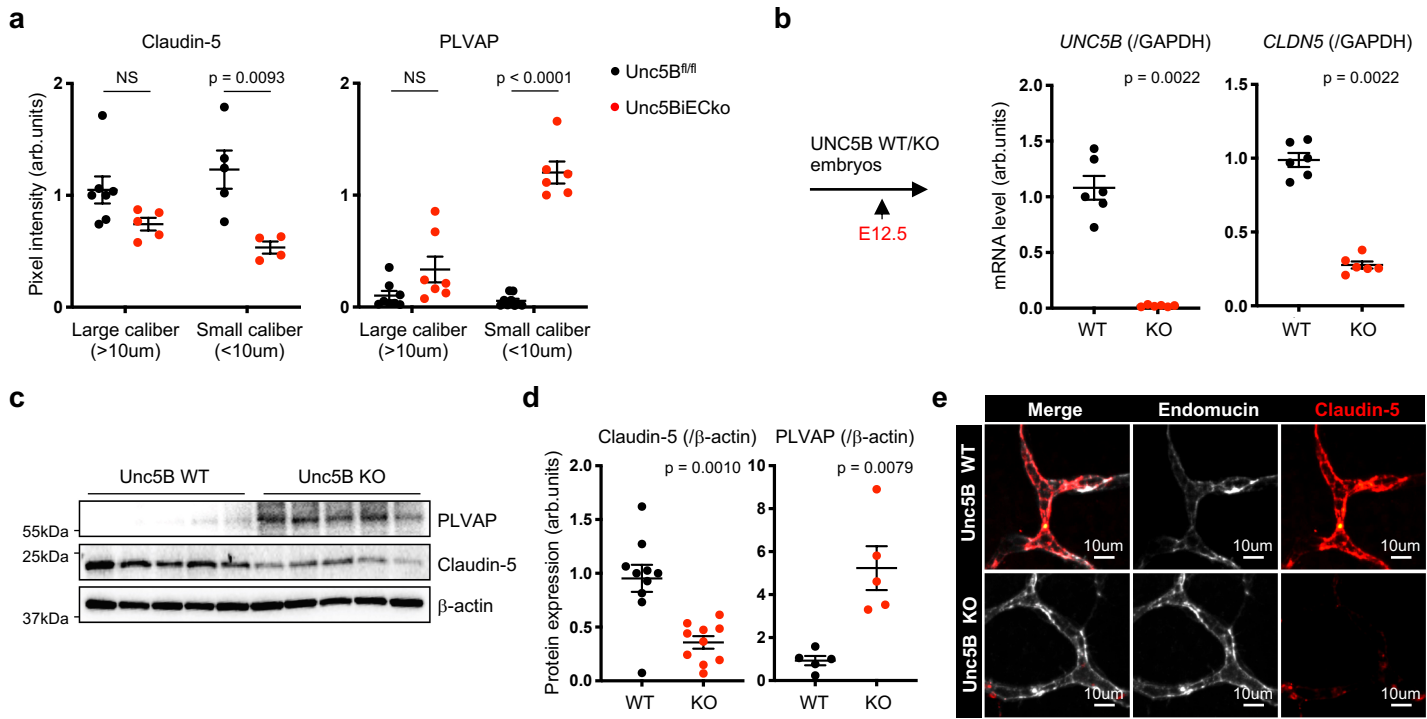 a
Claudin-5
PLVAP
NS
p = 0.0093
NS
p < 0.0001
Unc5Bfl/fl
Unc5BiECko
Pixel intensity (arb.units)
2
1
0
2
1
0
Large caliber
(>10um)
Small caliber
(<10um)
Large caliber
(>10um)
Small caliber
(<10um)
b
UNC5B WT/KO
embryos
E12.5
UNC5B (/GAPDH)
CLDN5 (/GAPDH)
p = 0.0022
p = 0.0022
mRNA level (arb.units)
2.0
1.5
1.0
0.5
0.0
1.5
1.0
0.5
0.0
WT
KO
WT
KO
c
Unc5B WT
Unc5B KO
55kDa
PLVAP
25kDa
Claudin-5
37kDa
β-actin
d
Claudin-5 (/β-actin)
PLVAP (/β-actin)
p = 0.0010
p = 0.0079
Protein expression (arb.units)
2.0
1.5
1.0
0.5
0.0
10
8
6
4
2
0
WT
KO
WT
KO
e
Merge
Endomucin
Claudin-5
Unc5B WT
10um
10um
10um
Unc5B KO
10um
10um
10um